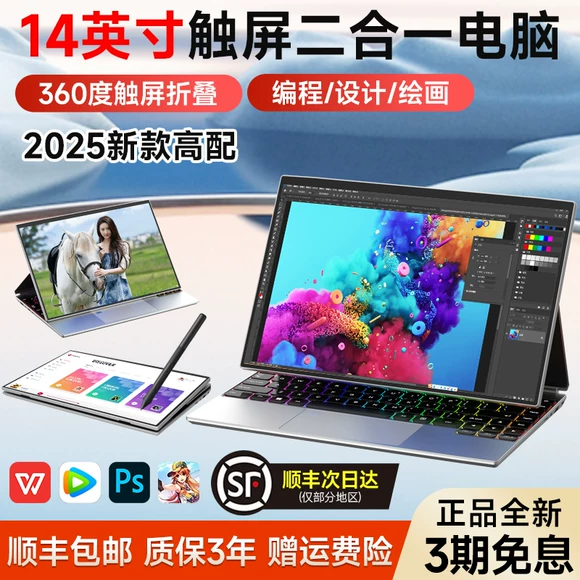 14英寸触屏二合一电脑
360度触屏折叠
编程/设计/绘画
2025新款高配
W
Ps
SF
顺丰次日达
(仅部分地区)
正品全新
顺丰包邮 质保3年 赠运费险
3期免息